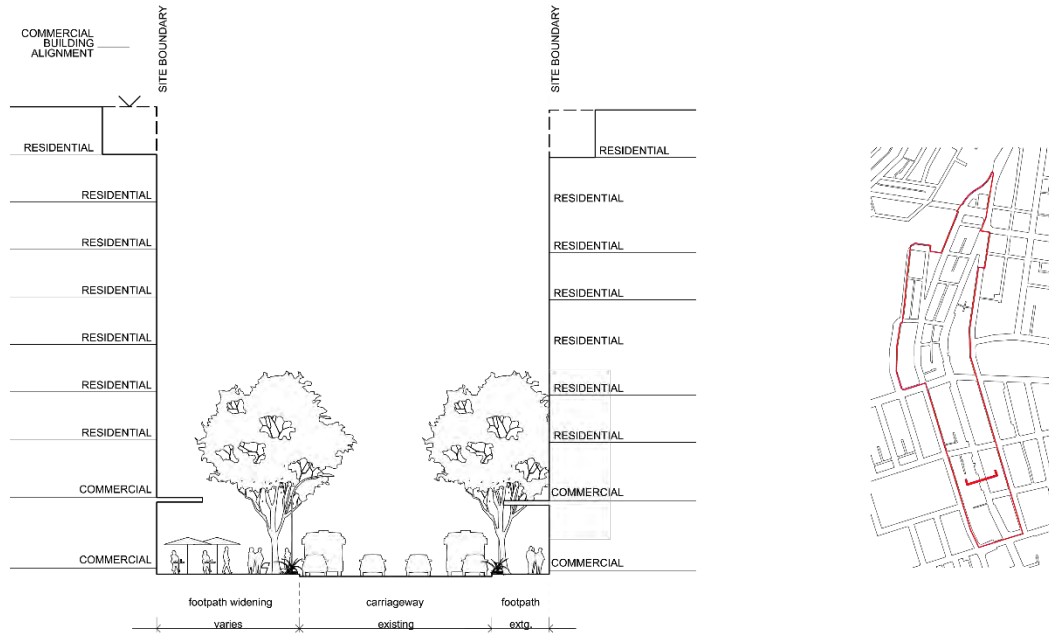 COMMERCIAL
BUILDING
ALIGNMENT
SITE BOUNDARY
SITE BOUNDARY
RESIDENTIAL
RESIDENTIAL
RESIDENTIAL
RESIDENTIAL
RESIDENTIAL
RESIDENTIAL
RESIDENTIAL
COMMERCIAL
COMMERCIAL
RESIDENTIAL
RESIDENTIAL
RESIDENTIAL
RESIDENTIAL
RESIDENTIAL
RESIDENTIAL
RESIDENTIAL
COMMERCIAL
COMMERCIAL
footpath widening
varies
carriageway
existing
footpath
extg.